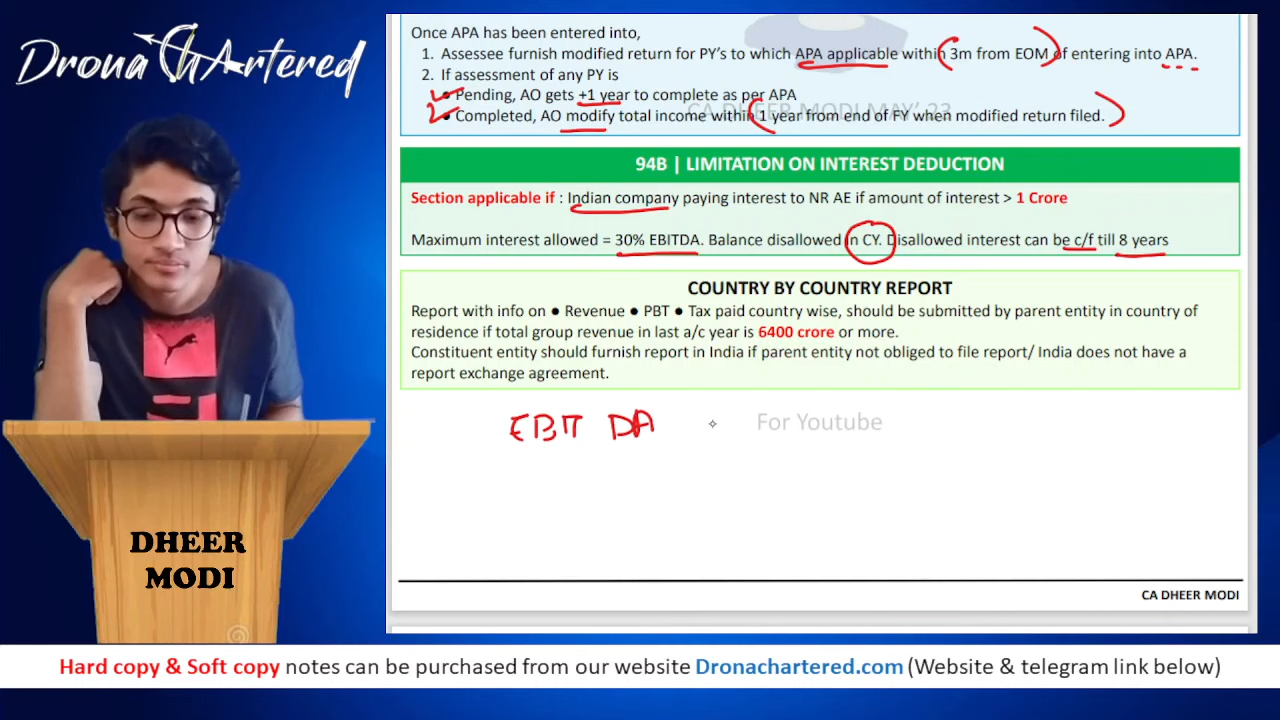 Drona CHArtered
Once APA has been entered into,
1. Assessee furnish modified return for PY's to which APA applicable within 3m from EOM of entering into APA.
2. If assessment of any PY is
● Pending, AO gets +1 year to complete as per APA
CA DHEER MODI MAY' 23
● Completed, AO modify total income within 1 year from end of FY when modified return filed.
94B | LIMITATION ON INTEREST DEDUCTION
Section applicable if : Indian company paying interest to NR AE if amount of interest > 1 Crore
Maximum interest allowed = 30% EBITDA. Balance disallowed in CY. Disallowed interest can be c/f till 8 years
COUNTRY BY COUNTRY REPORT
Report with info on ● Revenue ● PBT ● Tax paid country wise, should be submitted by parent entity in country of
residence if total group revenue in last a/c year is 6400 crore or more.
Constituent entity should furnish report in India if parent entity not obliged to file report/ India does not have a
report exchange agreement.
EBIT DA
For Youtube
DHEER
MODI
CA DHEER MODI
Hard copy & Soft copy notes can be purchased from our website Dronachartered.com (Website & telegram link below)